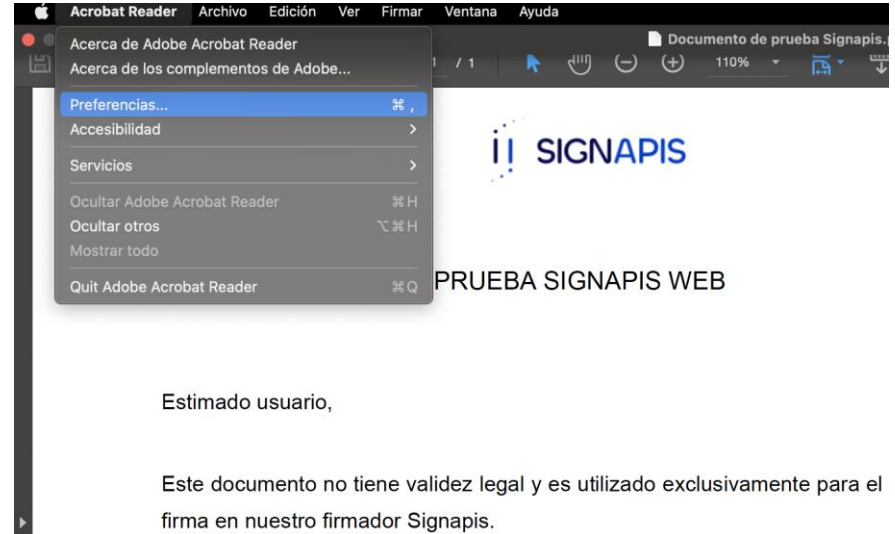 Acrobat Reader Archivo Edición Ver Firmar Ventana Ayuda
Documento de prueba Signapis.p
Acerca de Adobe Acrobat Reader
Acerca de los complementos de Adobe...
1 / 1 110%
Preferencias... ⌘ ,
Accesibilidad >
Servicios >
Ocultar Adobe Acrobat Reader ⌘ H
Ocultar otros ⌥ ⌘ H
Mostrar todo
Quit Adobe Acrobat Reader ⌘ Q
SIGNAPIS
PRUEBA SIGNAPIS WEB
Estimado usuario,
Este documento no tiene validez legal y es utilizado exclusivamente para el
firma en nuestro firmador Signapis.